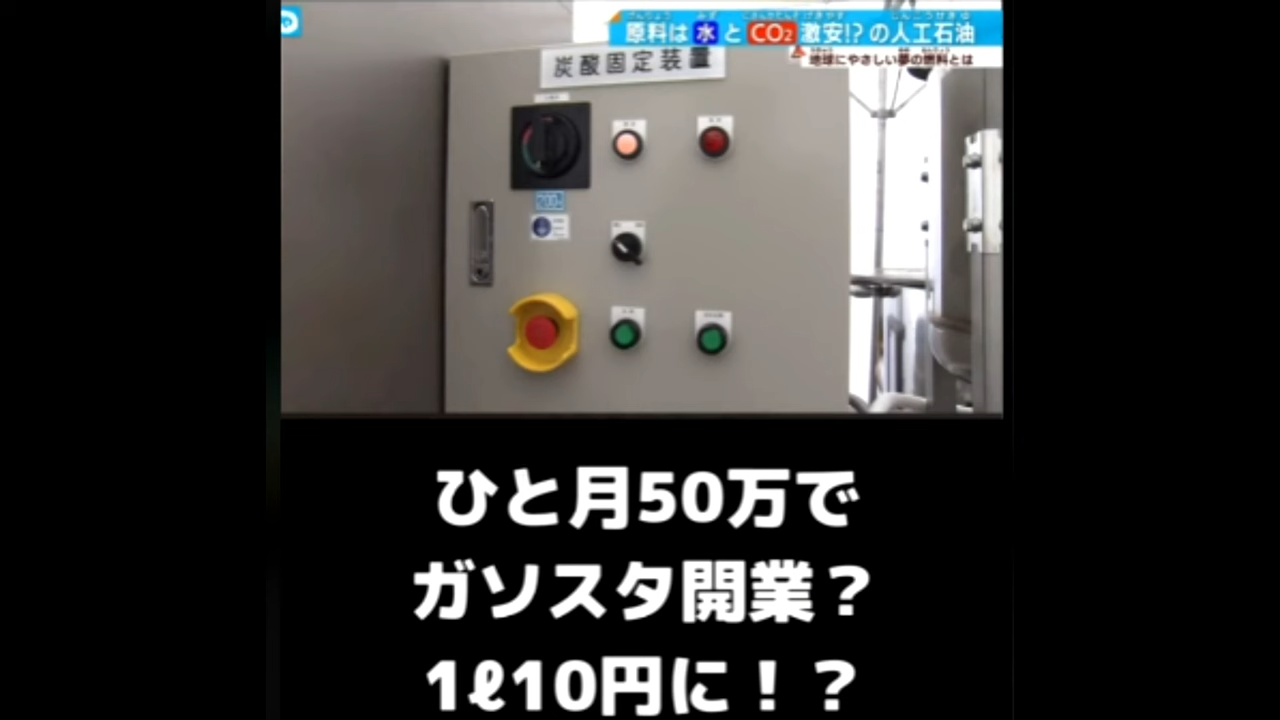 原料は水とCO2激安!?の人工石油
地球にやさしい夢の燃料とは
炭酸固定装置
200V
ひと月50万で
ガソスタ開業？
1ℓ10円に！？